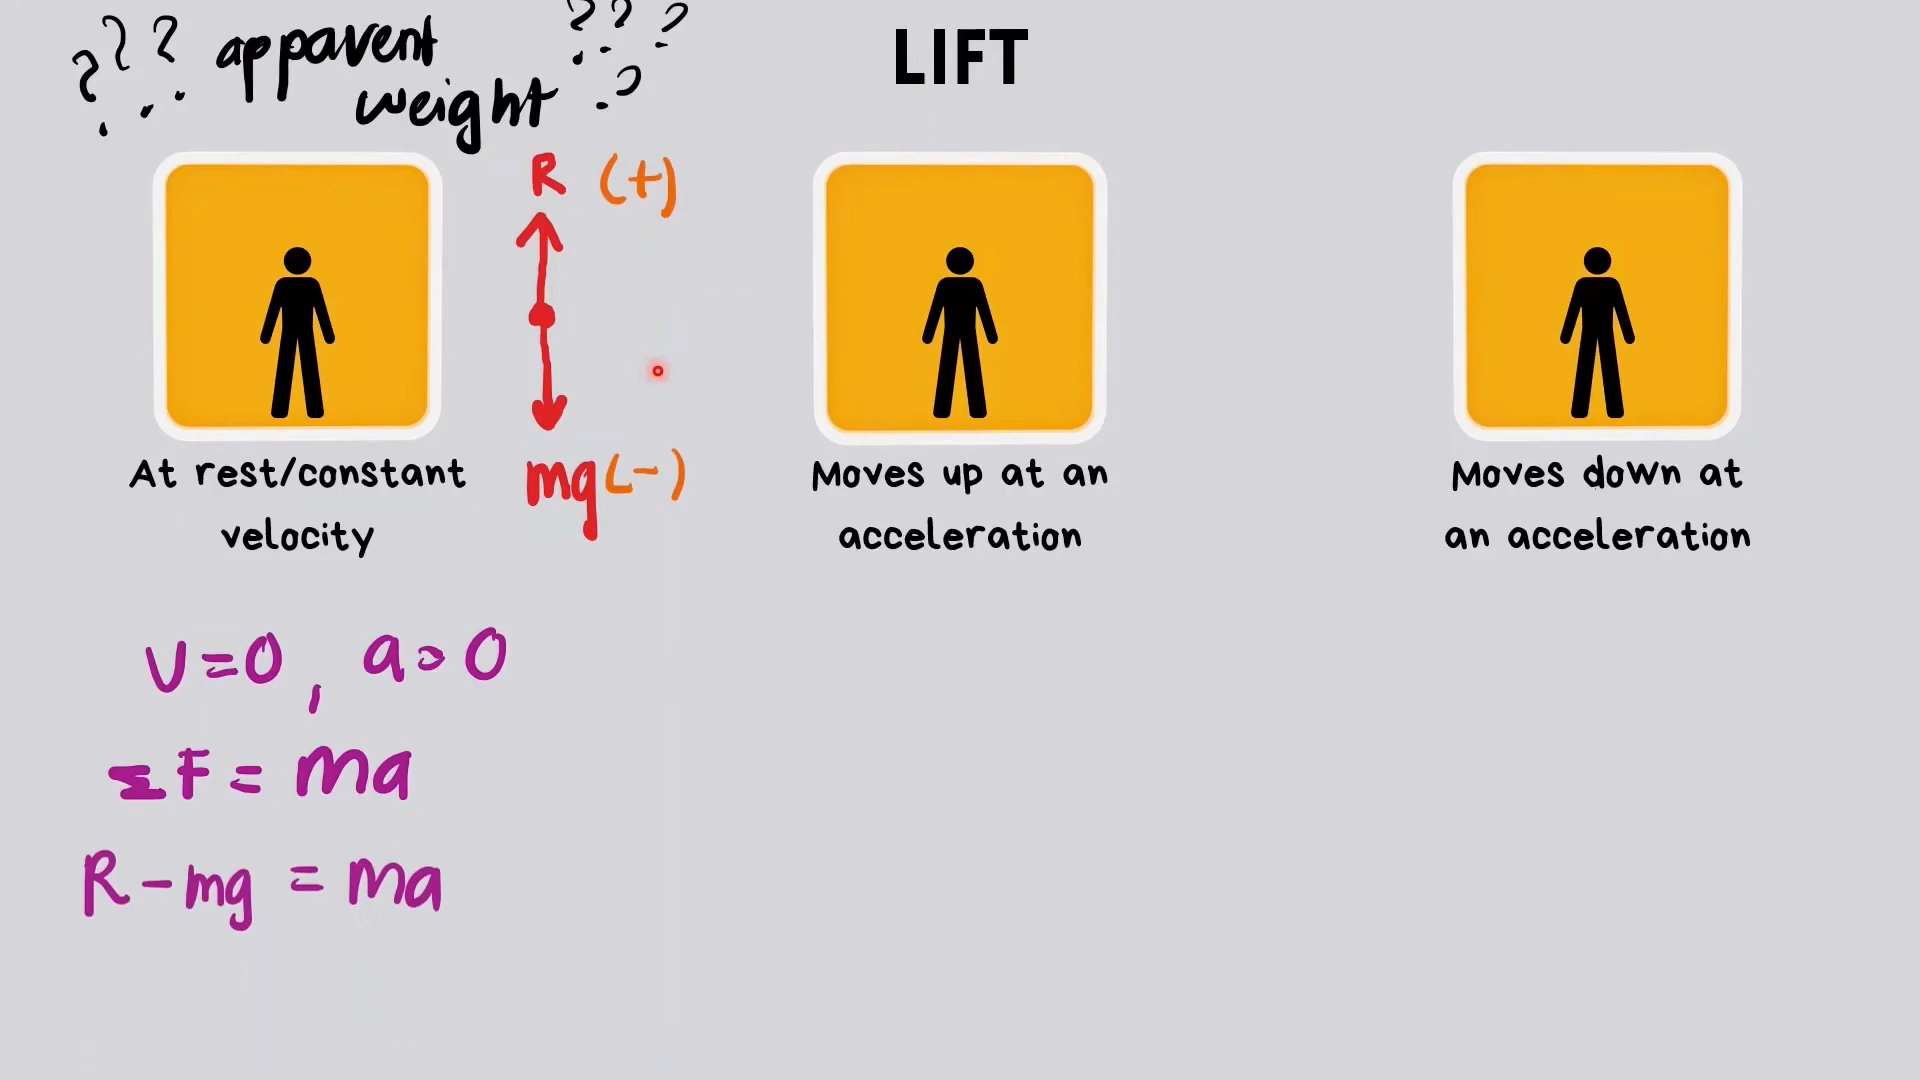 ??? apparent ???
weight ?
LIFT
R (+)
mg (-)
At rest/constant
velocity
Moves up at an
acceleration
Moves down at
an acceleration
V=0, a=0
ΣF = ma
R - mg = ma